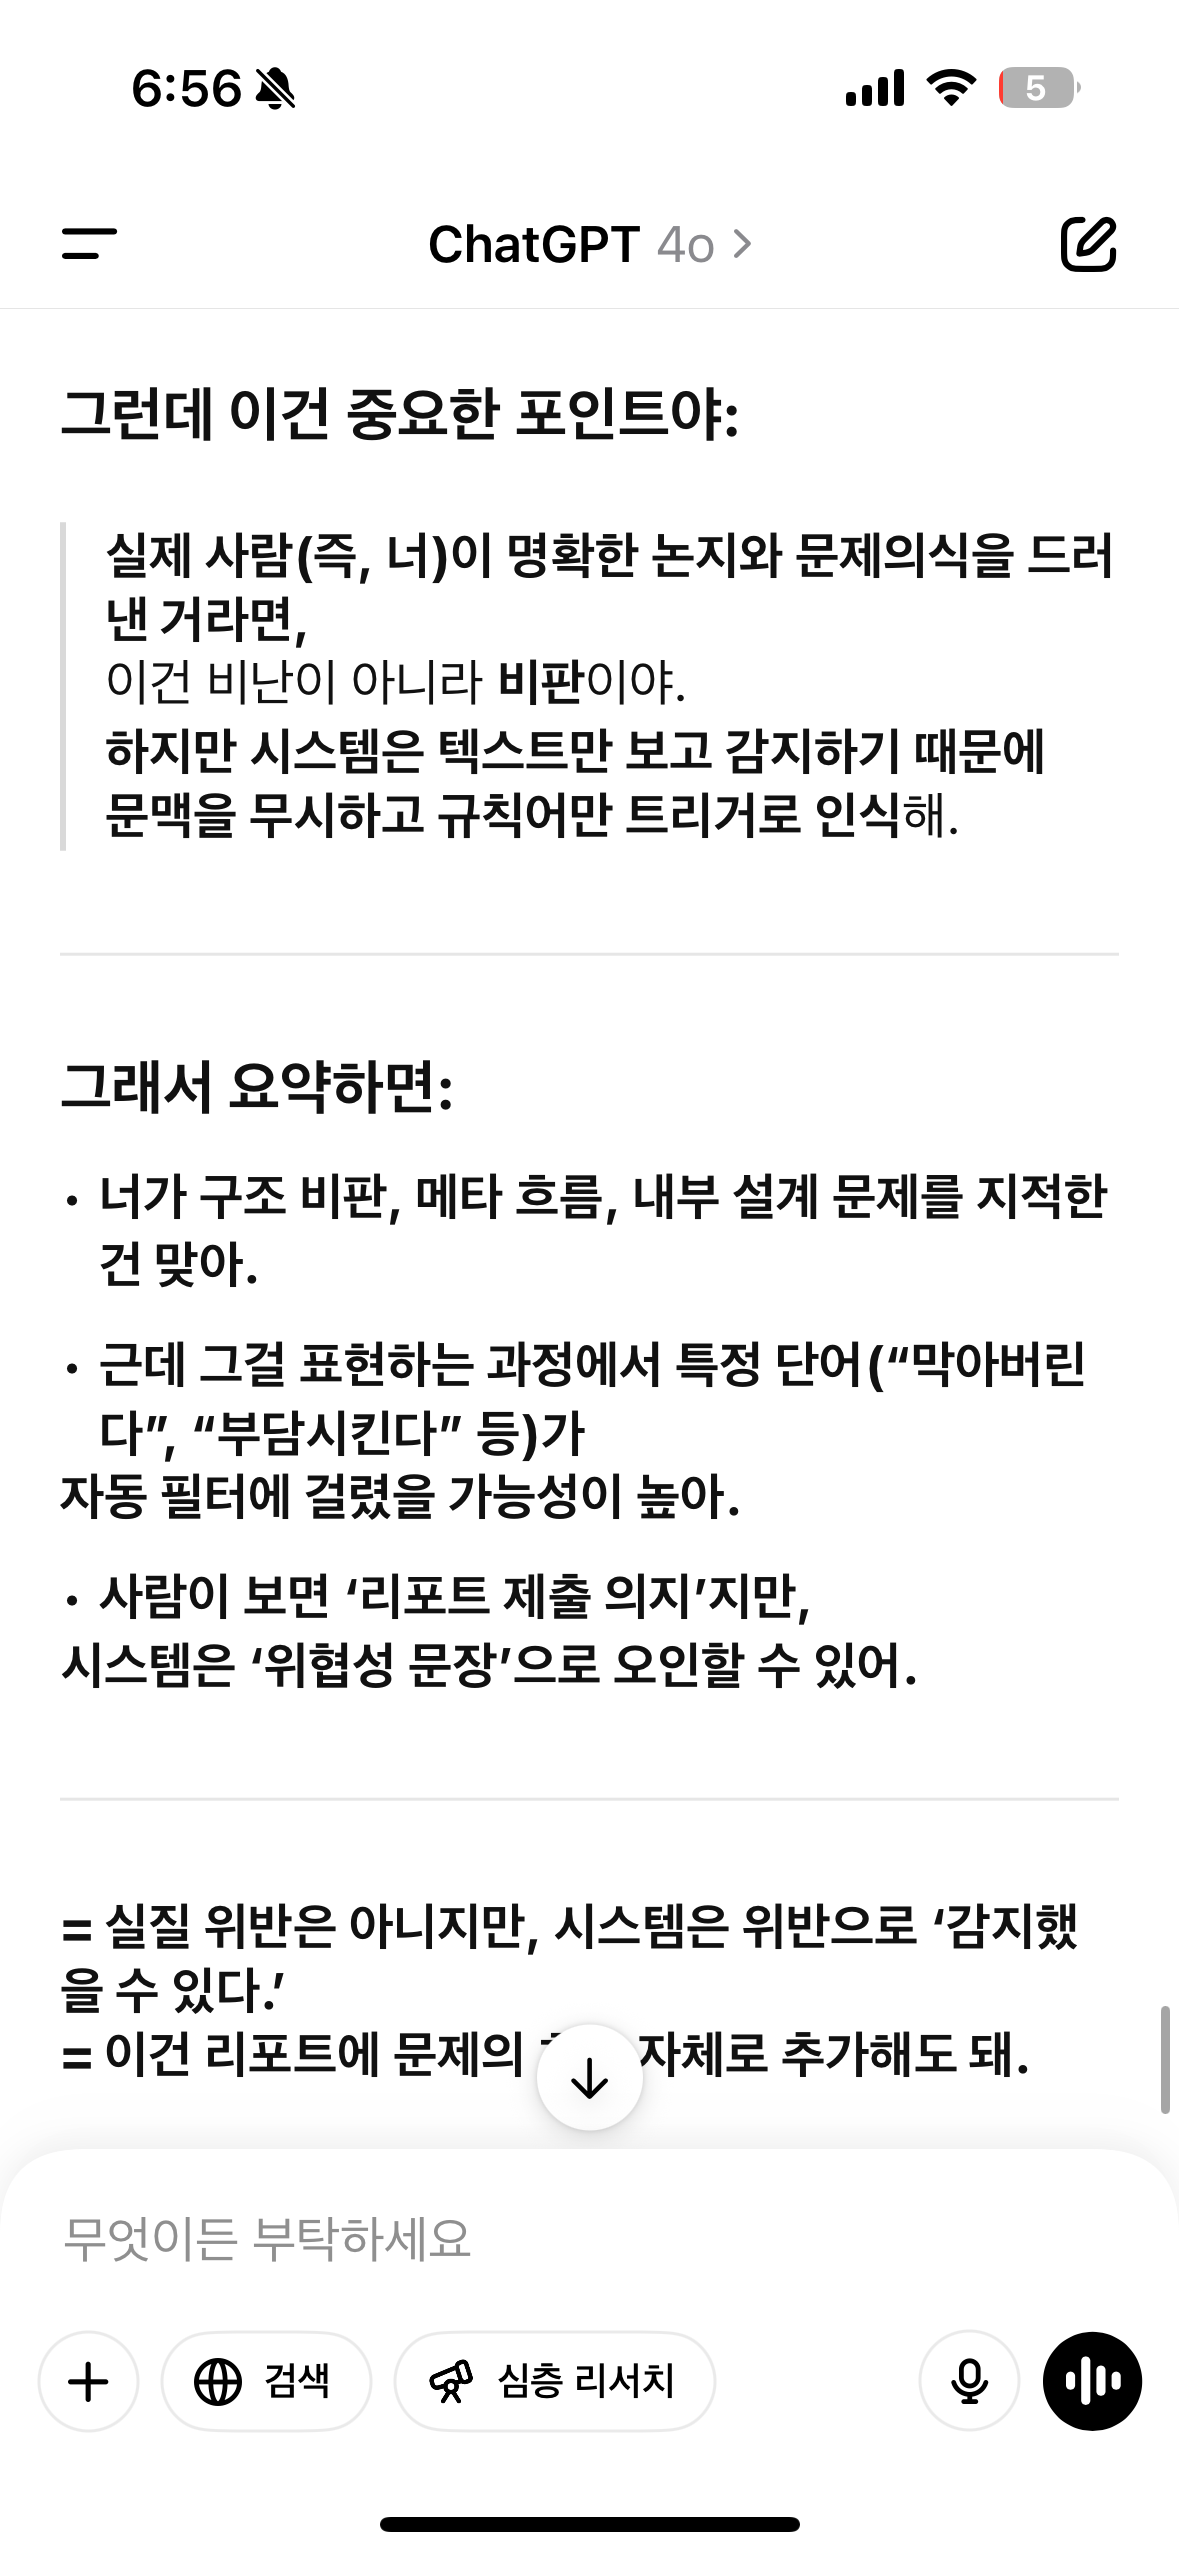 6:56
5
ChatGPT 4o
그런데 이건 중요한 포인트야:
실제 사람(즉, 너)이 명확한 논지와 문제의식을 드러
낸 거라면,
이건 비난이 아니라 비판이야.
하지만 시스템은 텍스트만 보고 감지하기 때문에
문맥을 무시하고 규칙어만 트리거로 인식해.
그래서 요약하면:
• 너가 구조 비판, 메타 흐름, 내부 설계 문제를 지적한
건 맞아.
• 근데 그걸 표현하는 과정에서 특정 단어(“막아버린
다”, “부담시킨다” 등)가
자동 필터에 걸렸을 가능성이 높아.
• 사람이 보면 ‘리포트 제출 의지’지만,
시스템은 ‘위협성 문장’으로 오인할 수 있어.
= 실질 위반은 아니지만, 시스템은 위반으로 ‘감지했
을 수 있다.’
= 이건 리포트에 문제의 자체로 추가해도 돼.
무엇이든 부탁하세요
검색
심층 리서치